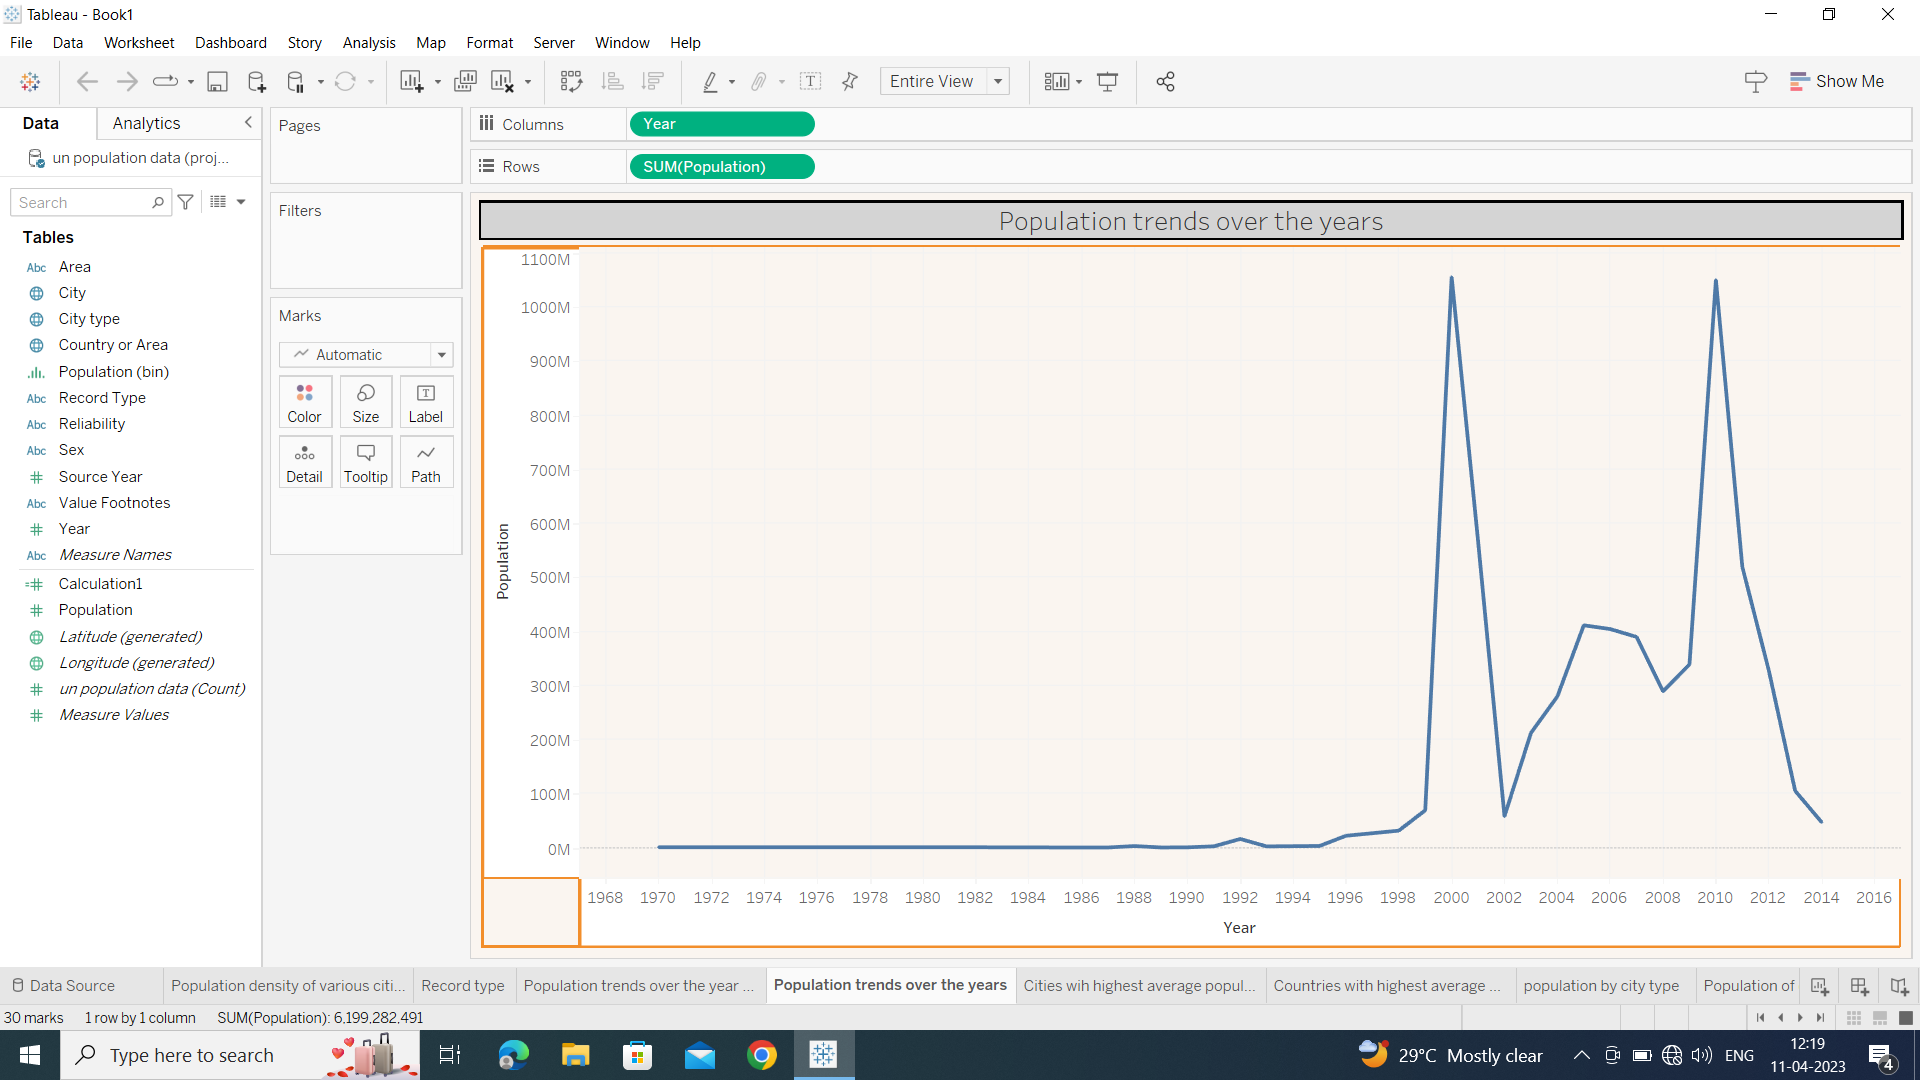 Tableau - Book1
File Data Worksheet Dashboard Story Analysis Map Format Server Window Help
Entire View
Show Me
Data Analytics
un population data (proj...
Search
Tables
Abc Area
City
City type
Country or Area
Population (bin)
Abc Record Type
Abc Reliability
Abc Sex
Source Year
Abc Value Footnotes
Year
Abc Measure Names
Calculation1
Population
Latitude (generated)
Longitude (generated)
un population data (Count)
Measure Values
Pages
Filters
Marks
Automatic
Color Size Label
Detail Tooltip Path
Columns Year
Rows SUM(Population)
Population trends over the years
1100M
1000M
900M
800M
700M
600M
500M
400M
300M
200M
100M
0M
Population
1968 1970 1972 1974 1976 1978 1980 1982 1984 1986 1988 1990 1992 1994 1996 1998 2000 2002 2004 2006 2008 2010 2012 2014 2016
Year
Data Source Population density of various citi... Record type Population trends over the year ... Population trends over the years Cities wih highest average popul... Countries with highest average ... population by city type Population of
30 marks 1 row by 1 column SUM(Population): 6,199,282,491
Type here to search
29°C Mostly clear
ENG
12:19
11-04-2023
4